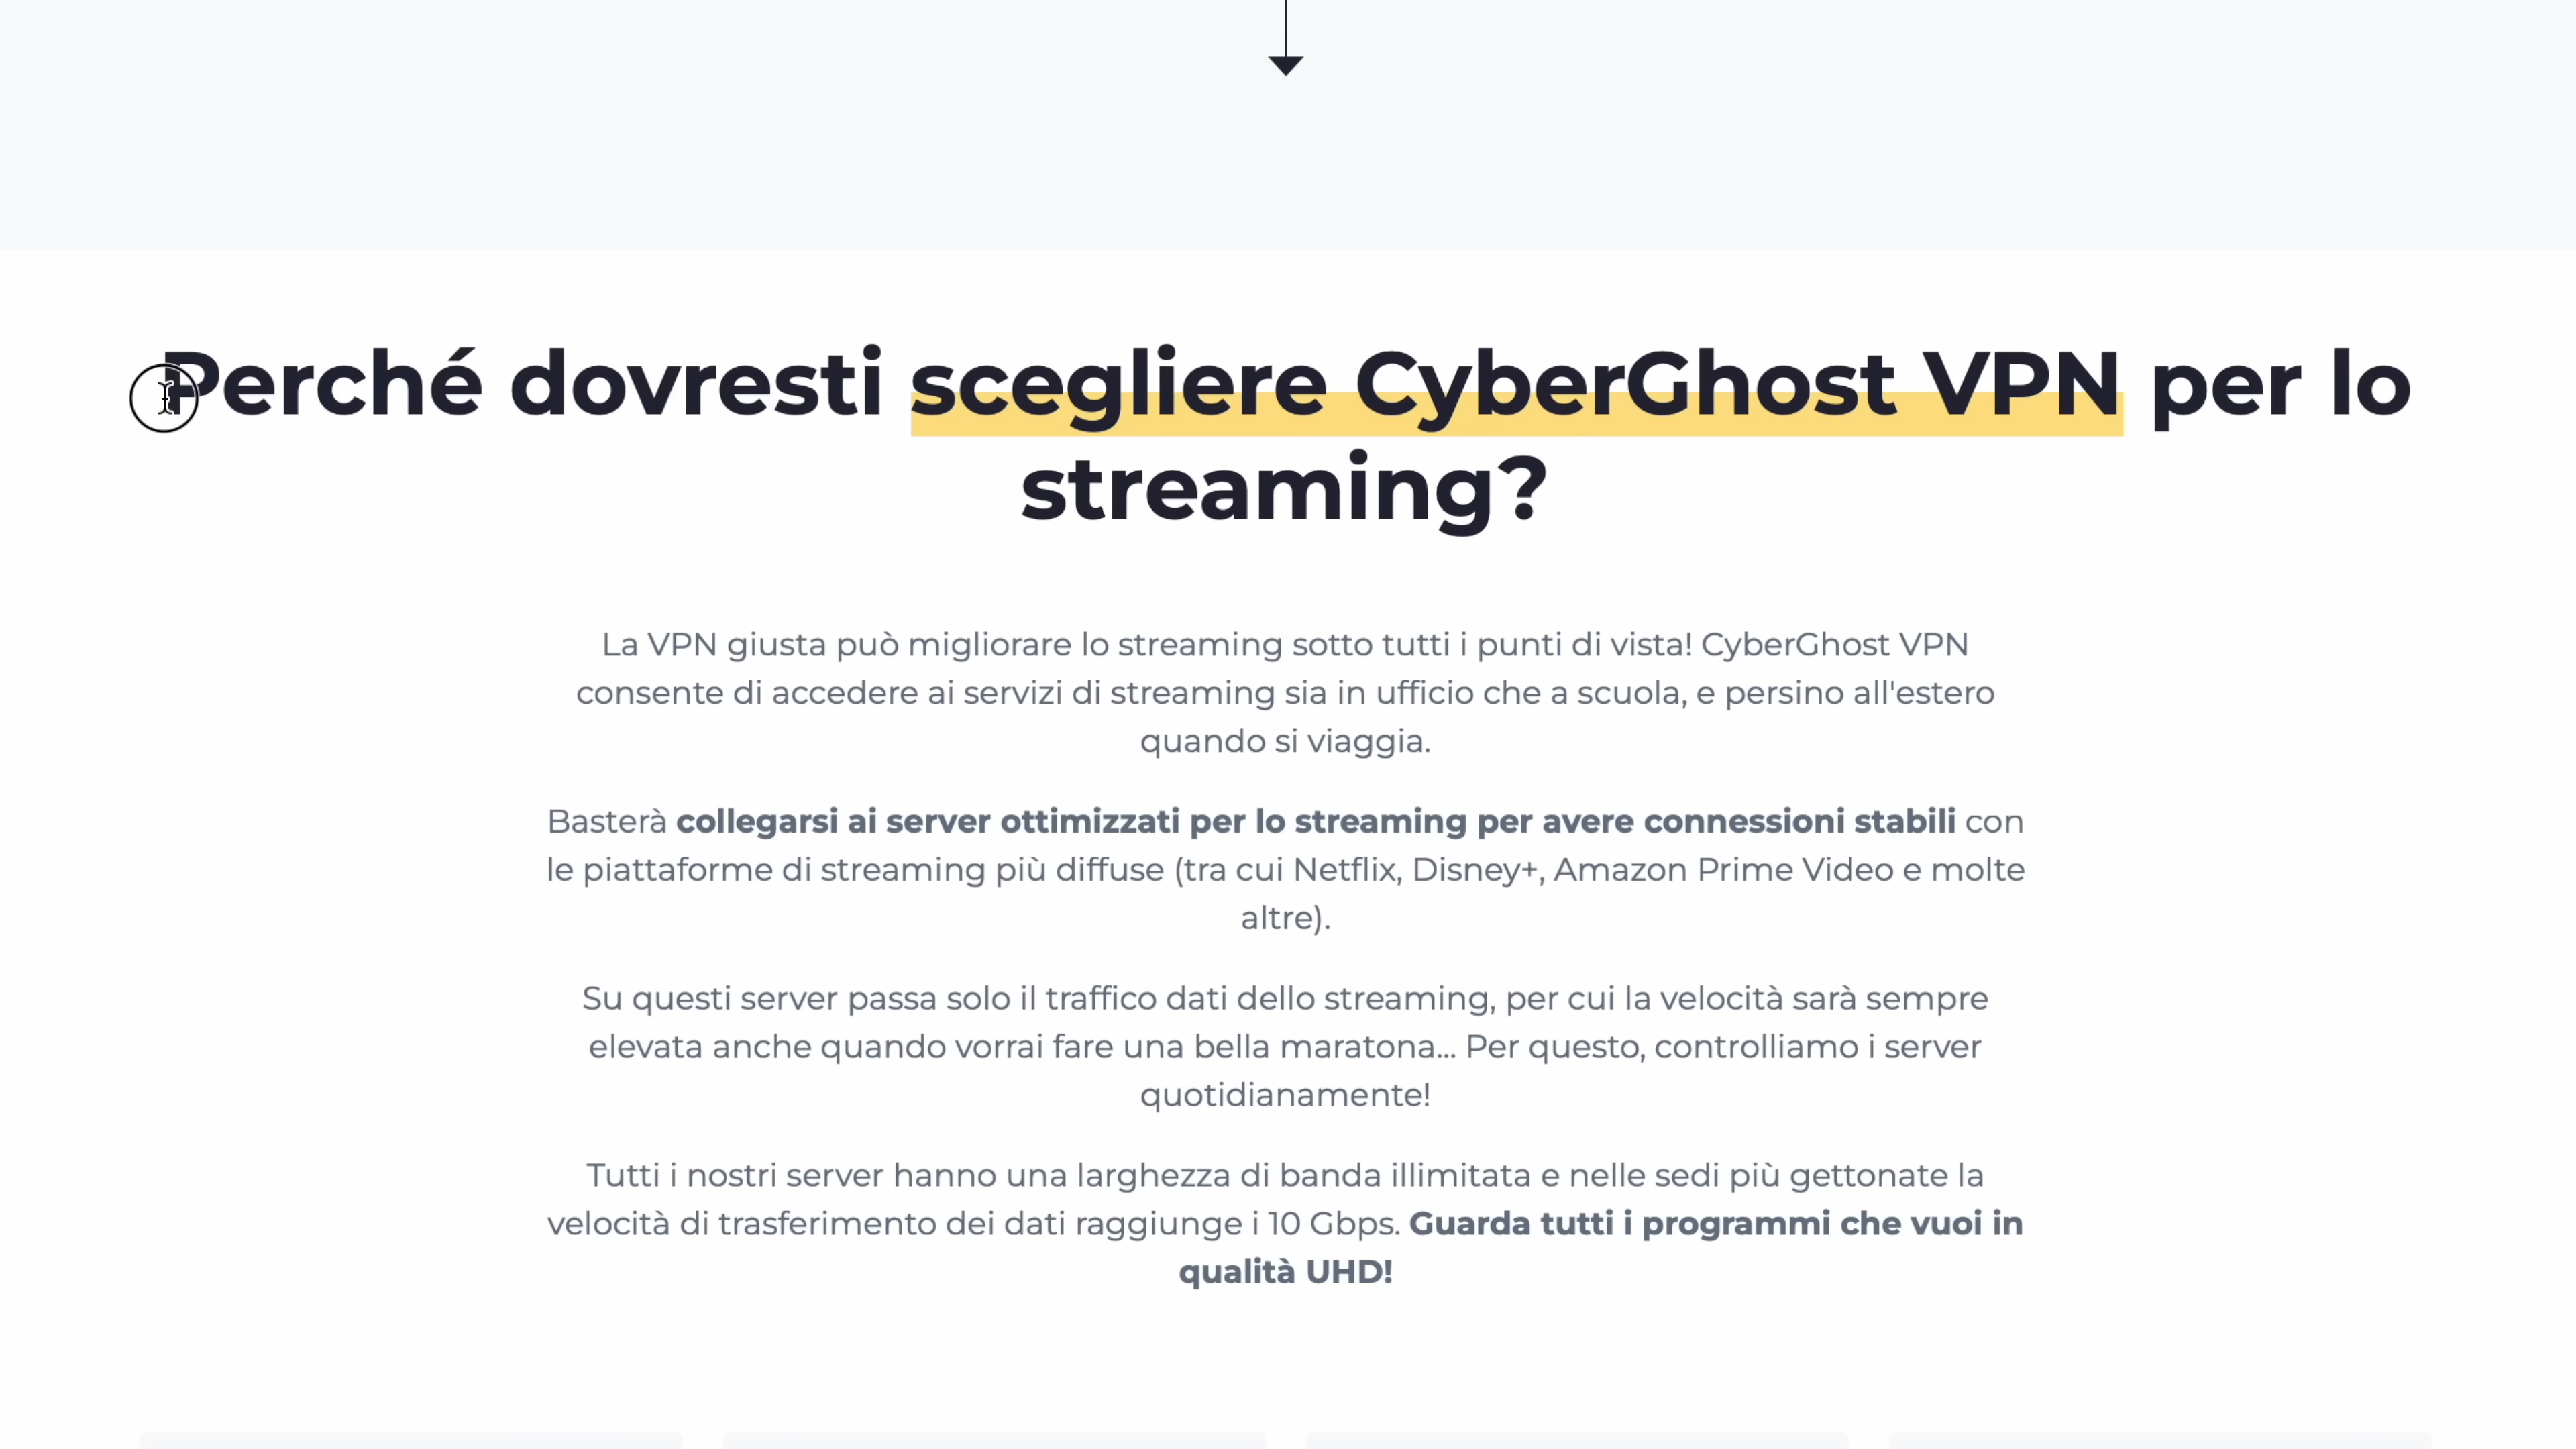 Perché dovresti scegliere CyberGhost VPN per lo
streaming?
La VPN giusta può migliorare lo streaming sotto tutti i punti di vista! CyberGhost VPN
consente di accedere ai servizi di streaming sia in ufficio che a scuola, e persino all'estero
quando si viaggia.
Basterà collegarsi ai server ottimizzati per lo streaming per avere connessioni stabili con
le piattaforme di streaming più diffuse (tra cui Netflix, Disney+, Amazon Prime Video e molte
altre).
Su questi server passa solo il traffico dati dello streaming, per cui la velocità sarà sempre
elevata anche quando vorrai fare una bella maratona... Per questo, controlliamo i server
quotidianamente!
Tutti i nostri server hanno una larghezza di banda illimitata e nelle sedi più gettonate la
velocità di trasferimento dei dati raggiunge i 10 Gbps. Guarda tutti i programmi che vuoi in
qualità UHD!